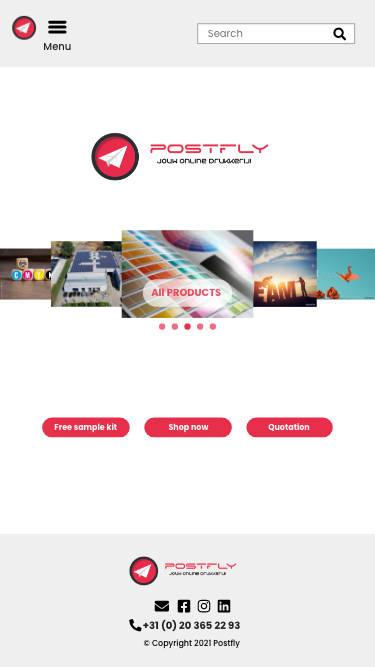 Menu
Search
POSTFLY
JOUW ONLINE DRUKKERIJ!
CMYK
TEAM
All PRODUCTS
Free sample kit
Shop now
Quotation
POSTFLY
JOUW ONLINE DRUKKERIJ!
+31 (0) 20 365 22 93
© Copyright 2021 Postfly